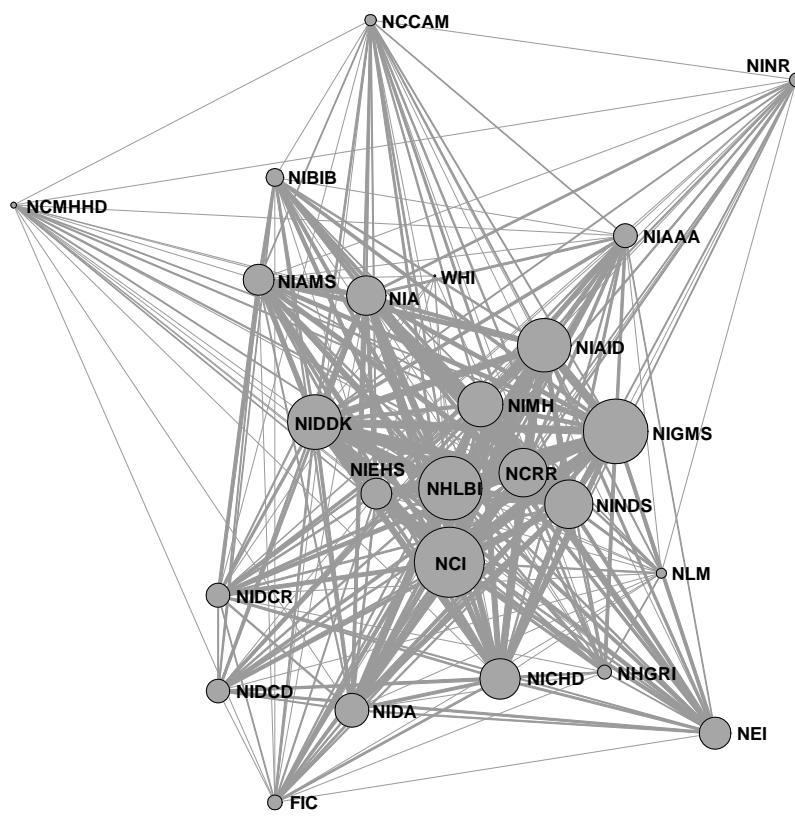 NCCAM
NINR
NIBIB
NCMHHD
NIAAA
WHI
NIAMS
NIA
NIAID
NIMH
NIDDK
NIGMS
NIEHS
NCRR
NHLBI
NINDS
NCI
NLM
NIDCR
NHGRI
NICHD
NIDCD
NIDA
NEI
FIC